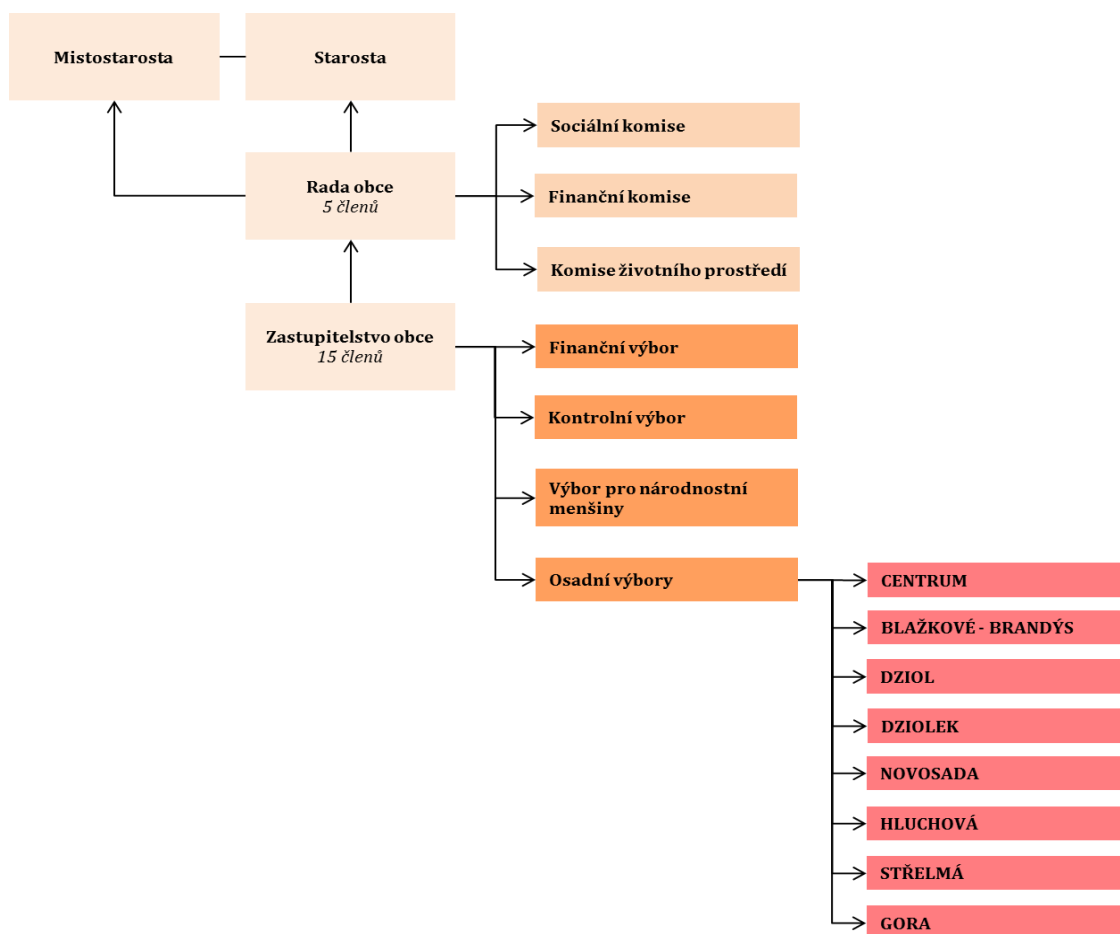 Mistostarosta
Starosta
Sociální komise
Rada obce
5 členů
Finanční komise
Komise životního prostředí
Zastupitelstvo obce
15 členů
Finanční výbor
Kontrolní výbor
Výbor pro národnostní
menšiny
Osadní výbory
CENTRUM
BLAŽKOVÉ - BRANDÝS
DZIOL
DZIOLEK
NOVOSADA
HLUCHOVÁ
STŘELMÁ
GORA